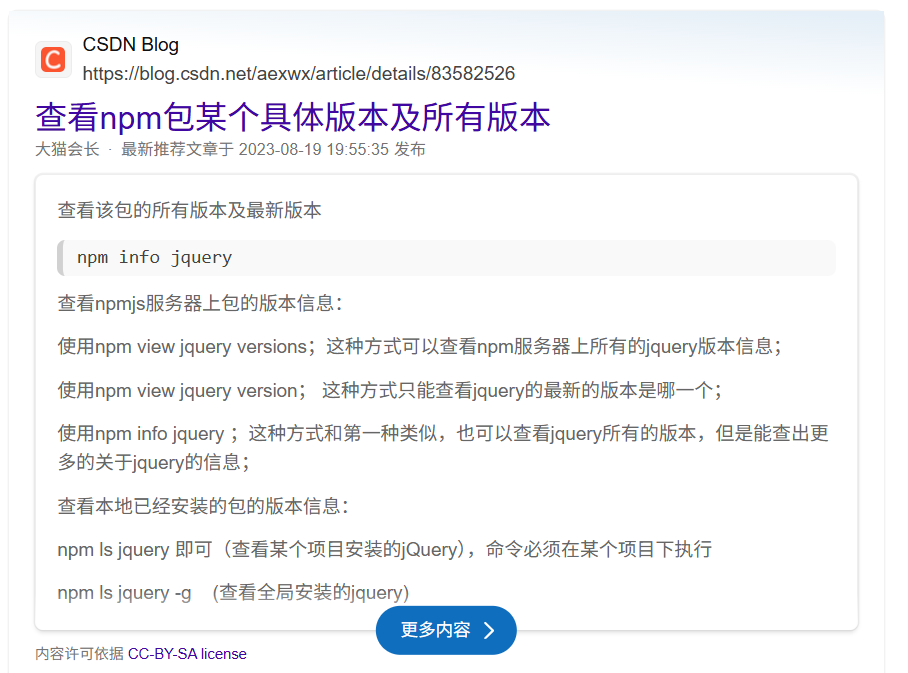 CSDN Blog
https://blog.csdn.net/aexwx/article/details/83582526
查看npm包某个具体版本及所有版本
大猫会长 · 最新推荐文章于 2023-08-19 19:55:35 发布
查看该包的所有版本及最新版本
npm info jquery
查看npmjs服务器上包的版本信息：
使用npm view jquery versions；这种方式可以查看npm服务器上所有的jquery版本信息；
使用npm view jquery version； 这种方式只能查看jquery的最新的版本是哪一个；
使用npm info jquery ；这种方式和第一种类似，也可以查看jquery所有的版本，但是能查出更
多的关于jquery的信息；
查看本地已经安装的包的版本信息：
npm ls jquery 即可（查看某个项目安装的jQuery），命令必须在某个项目下执行
npm ls jquery -g (查看全局安装的jquery)
更多内容
内容许可依据 CC-BY-SA license